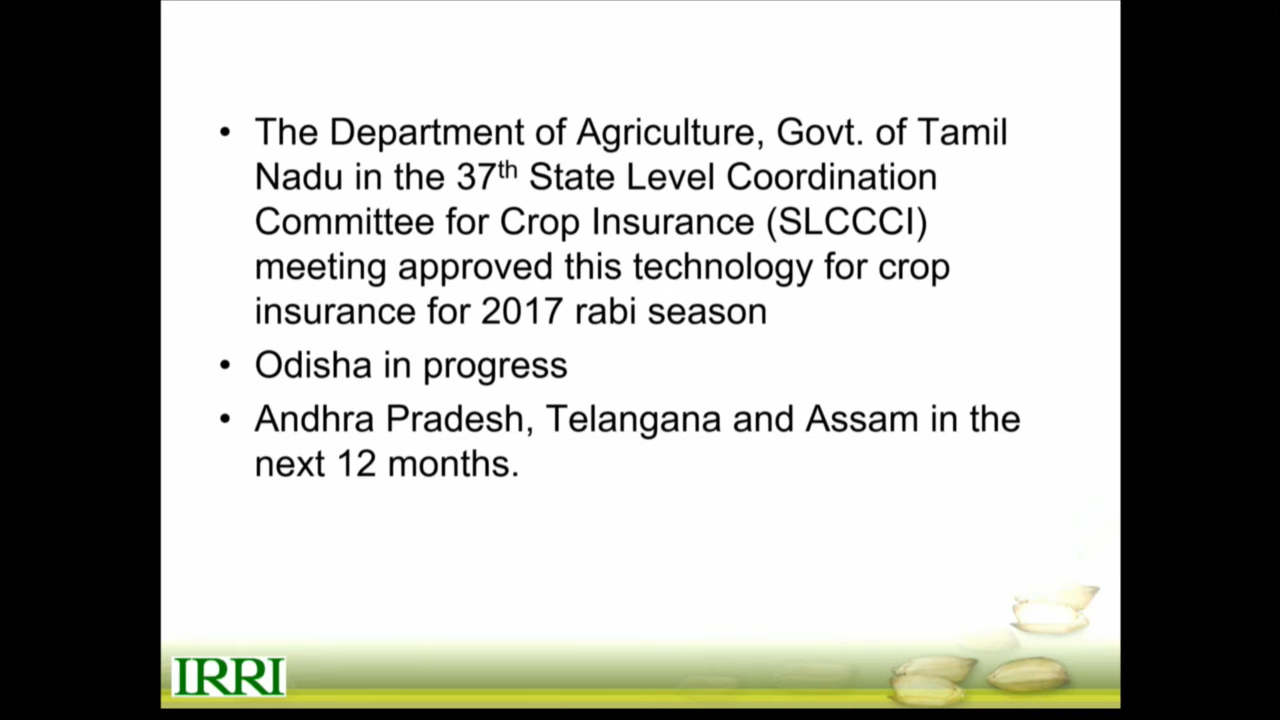 • The Department of Agriculture, Govt. of Tamil
Nadu in the 37th State Level Coordination
Committee for Crop Insurance (SLCCCI)
meeting approved this technology for crop
insurance for 2017 rabi season
• Odisha in progress
• Andhra Pradesh, Telangana and Assam in the
next 12 months.
IRRI